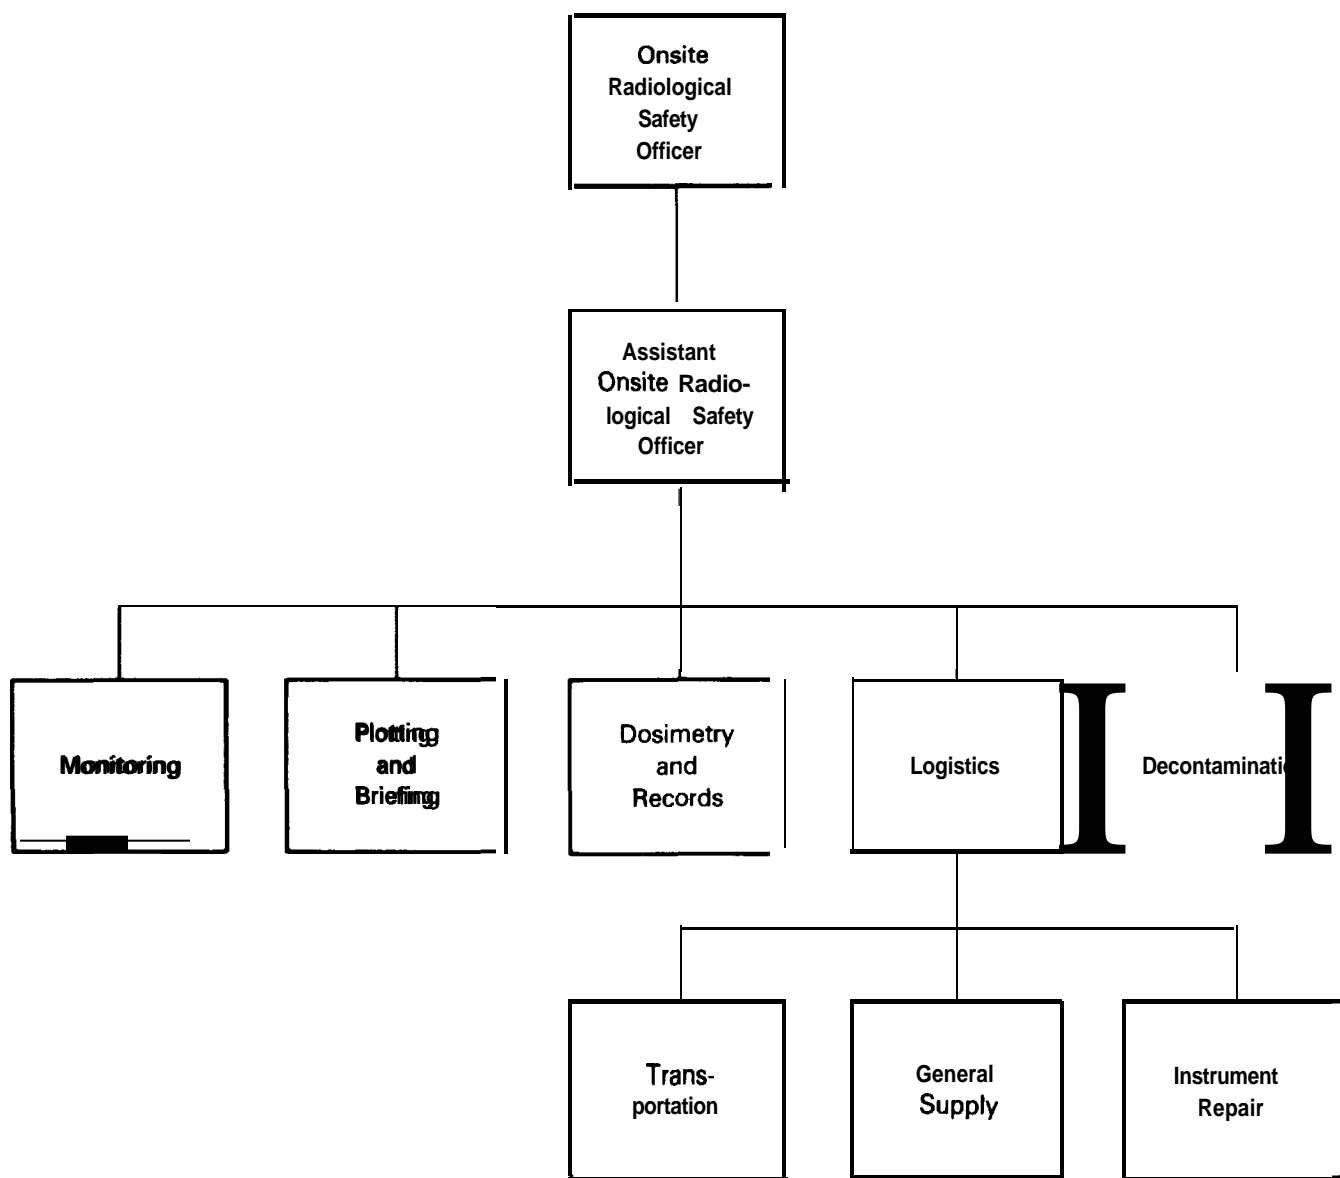 Onsite
Radiological
Safety
Officer
Assistant
Onsite Radio-
logical Safety
Officer
Monitoring
Plotting
and
Briefing
Dosimetry
and
Records
Logistics
Decontaminatio
Trans-
portation
General
Supply
Instrument
Repair